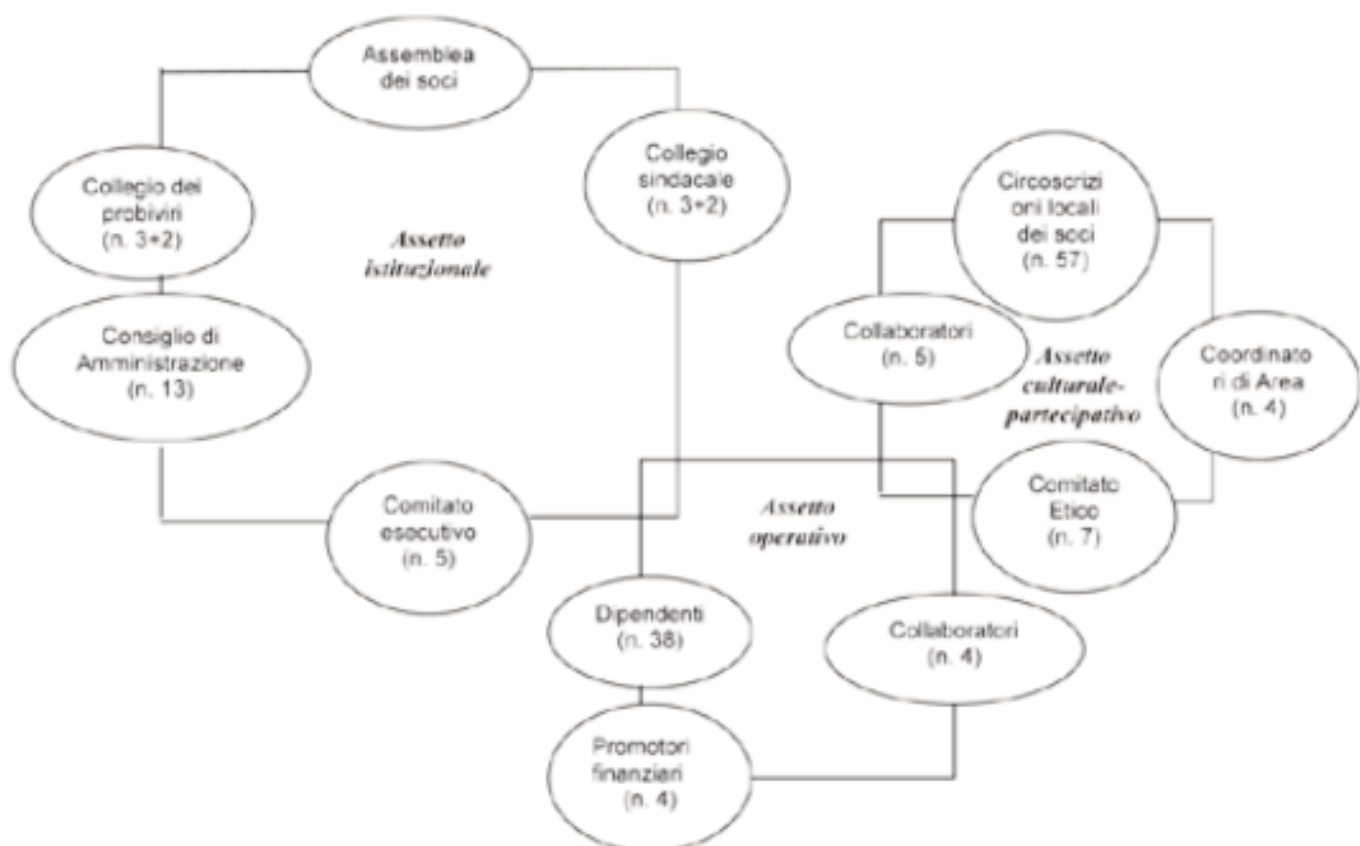 Assemblea
dei soci
Collegio dei
probiviri
(n. 3+2)
Collegio
sindacale
(n. 3+2)
Assetto
istituzionale
Consiglio di
Amministrazione
(n. 13)
Comitato
esecutivo
(n. 5)
Circoscrizi
oni locali
dei soci
(n. 57)
Collaboratori
(n. 5)
Assetto
culturale-
partecipativo
Coordinato
ri di Area
(n. 4)
Comitato
Etico
(n. 7)
Assetto
operativo
Dipendenti
(n. 38)
Collaboratori
(n. 4)
Promotori
finanziari
(n. 4)